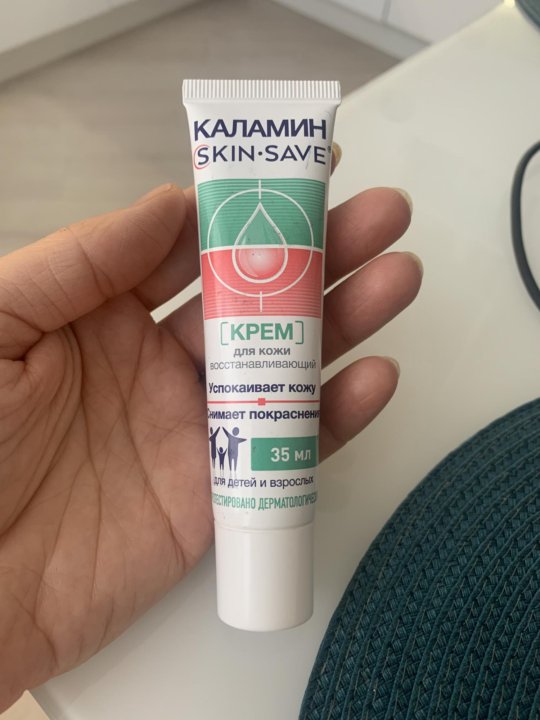 КАЛАМИН
SKIN·SAVE
[КРЕМ]
для кожи
восстанавливающий
Успокаивает кожу
Снимает покраснения
35 мл
для детей и взрослых